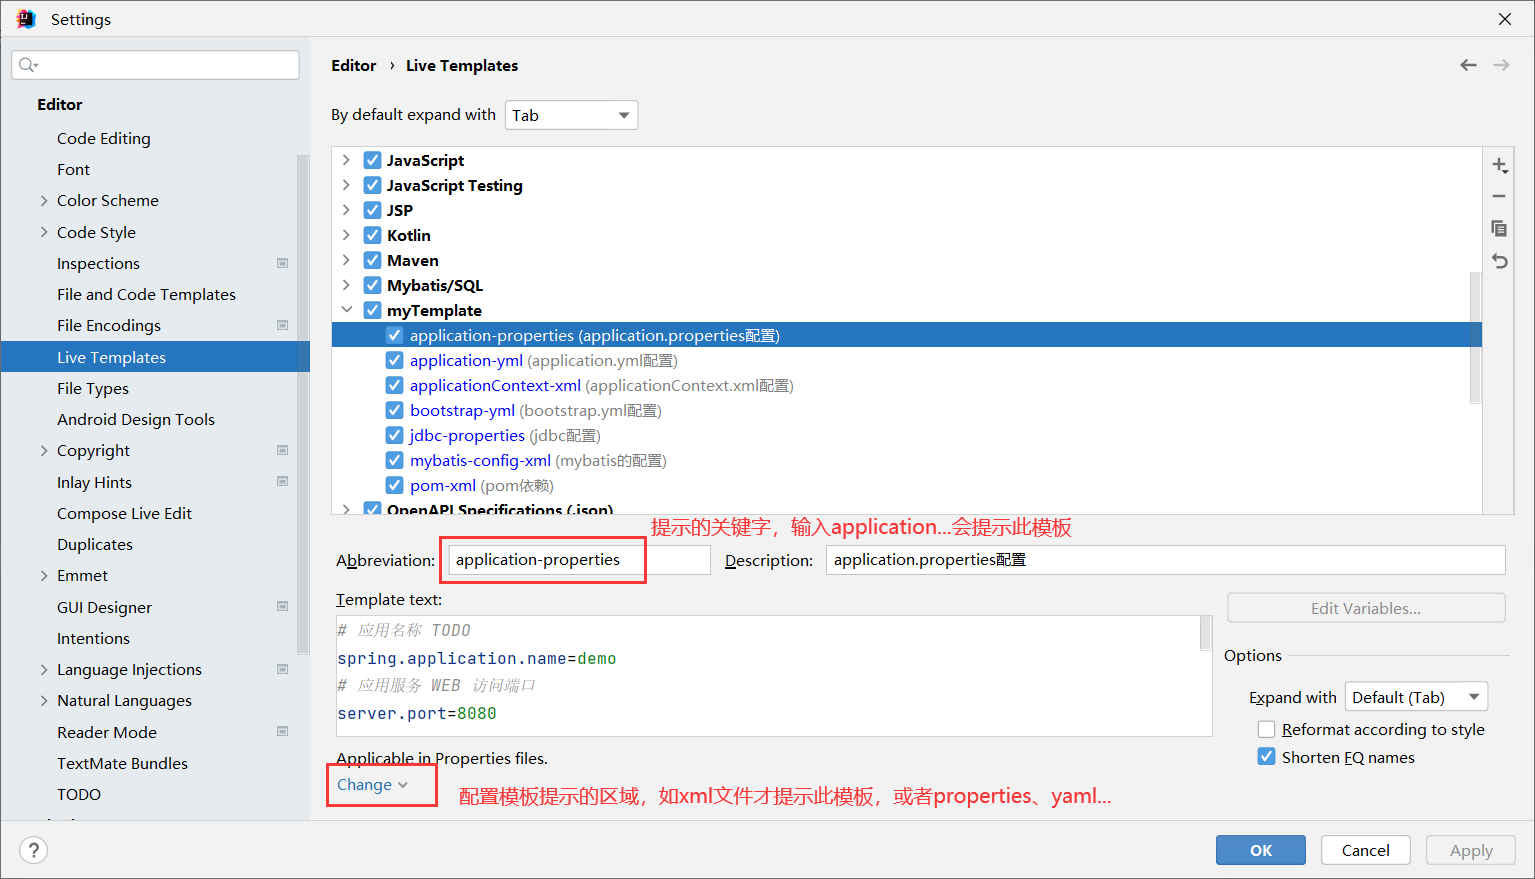 Settings
Editor › Live Templates
Editor
Code Editing
Font
Color Scheme
Code Style
Inspections
File and Code Templates
File Encodings
Live Templates
File Types
Android Design Tools
Copyright
Inlay Hints
Compose Live Edit
Duplicates
Emmet
GUI Designer
Intentions
Language Injections
Natural Languages
Reader Mode
TextMate Bundles
TODO
By default expand with Tab
JavaScript
JavaScript Testing
JSP
Kotlin
Maven
Mybatis/SQL
myTemplate
application-properties (application.properties配置)
application-yml (application.yml配置)
applicationContext-xml (applicationContext.xml配置)
bootstrap-yml (bootstrap.yml配置)
jdbc-properties (jdbc配置)
mybatis-config-xml (mybatis的配置)
pom-xml (pom依赖)
OpenAPI Specifications (.json)
提示的关键字，输入application...会提示此模板
Abbreviation: application-properties Description: application.properties配置
Template text:
# 应用名称 TODO
spring.application.name=demo
# 应用服务 WEB 访问端口
server.port=8080
Edit Variables...
Options
Expand with Default (Tab)
Reformat according to style
Shorten FQ names
Applicable in Properties files.
Change
配置模板提示的区域，如xml文件才提示此模板，或者properties、yaml...
? OK Cancel Apply